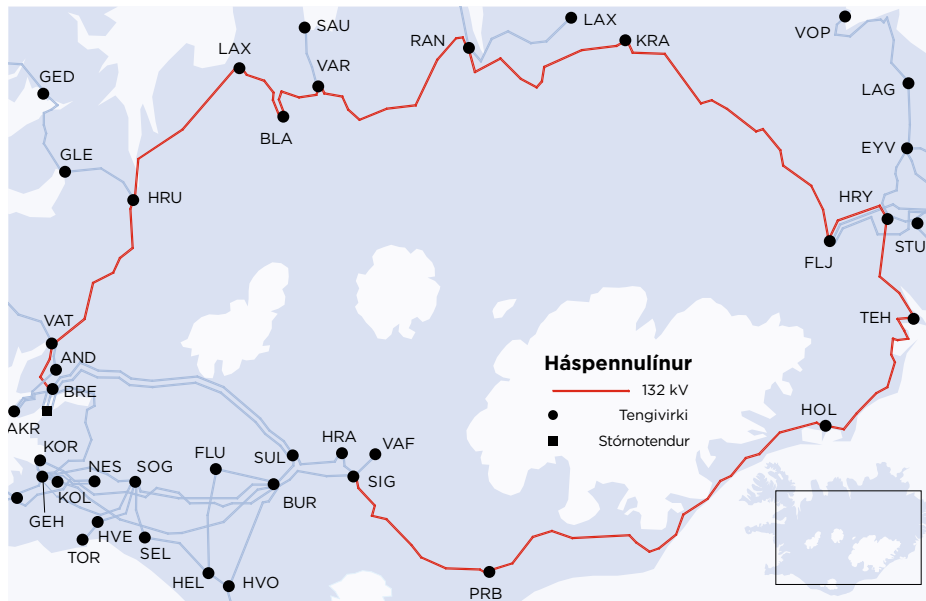 SAU
LAX
RAN
LAX
KRA
VOP
GED
VAR
LAG
BLA
GLE
EYV
HRU
HRY
STU
FLJ
VAT
TEH
AND
BRE
AKR
Háspennulínur
132 kV
Tengivirki
Stórnotendur
HOL
KOR
NES
SOG
FLU
SUL
HRA
VAF
KOL
BUR
SIG
GEH
HVE
TOR
SEL
HEL
HVO
PRB